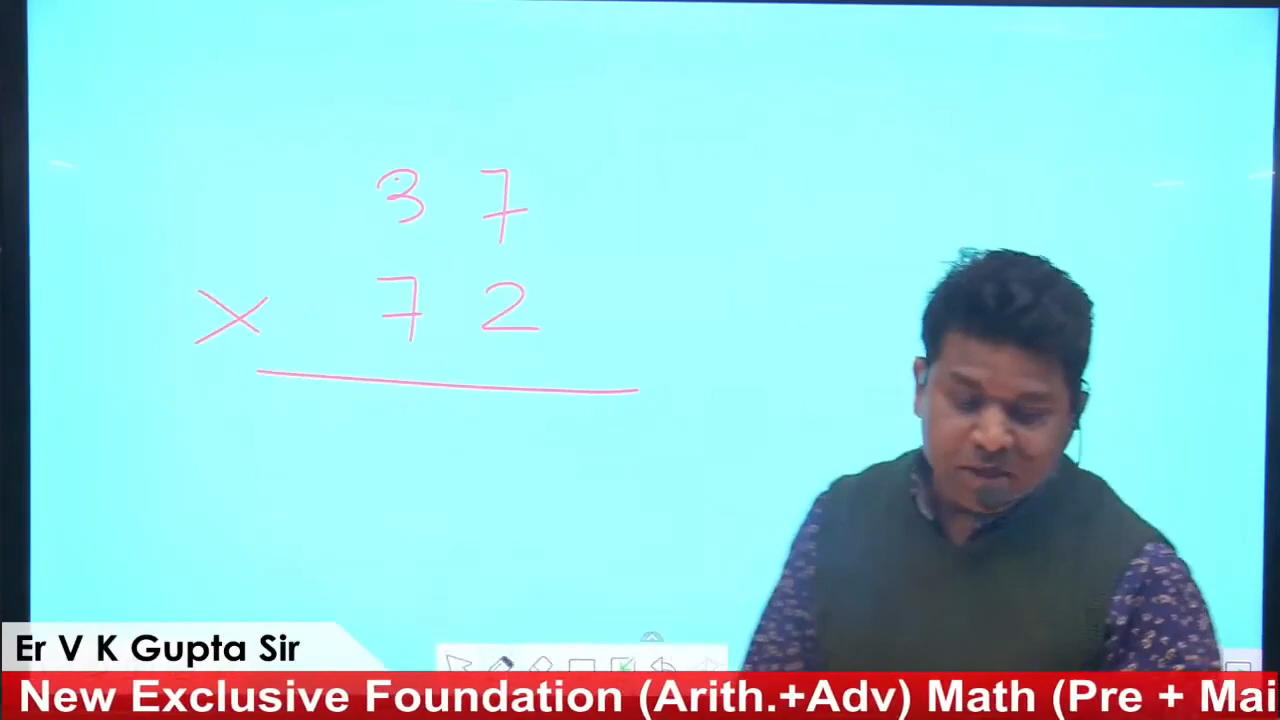 3 7
× 7 2
Er V K Gupta Sir
New Exclusive Foundation (Arith.+Adv) Math (Pre + Mai